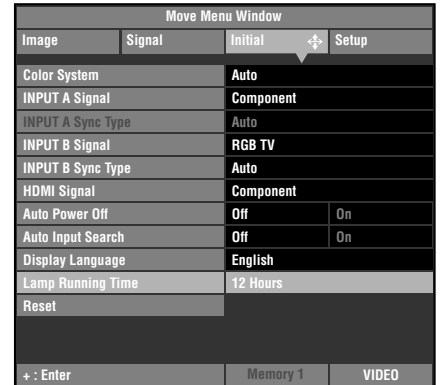 Move Menu Window
Image Signal Initial Setup
Color System Auto
INPUT A Signal Component
INPUT A Sync Type Auto
INPUT B Signal RGB TV
INPUT B Sync Type Auto
HDMI Signal Component
Auto Power Off Off On
Auto Input Search Off On
Display Language English
Lamp Running Time 12 Hours
Reset
+ : Enter Memory 1 VIDEO